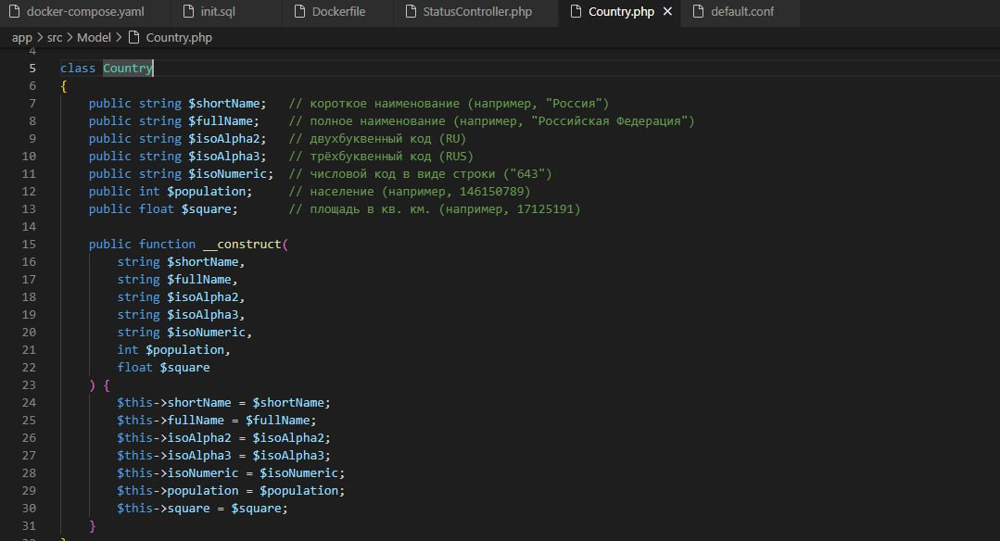 docker-compose.yaml init.sql Dockerfile StatusController.php Country.php × default.conf
app > src > Model > Country.php
4
5 class Country
6 {
7     public string $shortName;   // короткое наименование (например, "Россия")
8     public string $fullName;    // полное наименование (например, "Российская Федерация")
9     public string $isoAlpha2;   // двухбуквенный код (RU)
10     public string $isoAlpha3;   // трёхбуквенный код (RUS)
11     public string $isoNumeric;  // числовой код в виде строки ("643")
12     public int $population;     // население (например, 146150789)
13     public float $square;       // площадь в кв. км. (например, 17125191)
14
15     public function __construct(
16         string $shortName,
17         string $fullName,
18         string $isoAlpha2,
19         string $isoAlpha3,
20         string $isoNumeric,
21         int $population,
22         float $square
23     ) {
24         $this->shortName = $shortName;
25         $this->fullName = $fullName;
26         $this->isoAlpha2 = $isoAlpha2;
27         $this->isoAlpha3 = $isoAlpha3;
28         $this->isoNumeric = $isoNumeric;
29         $this->population = $population;
30         $this->square = $square;
31     }